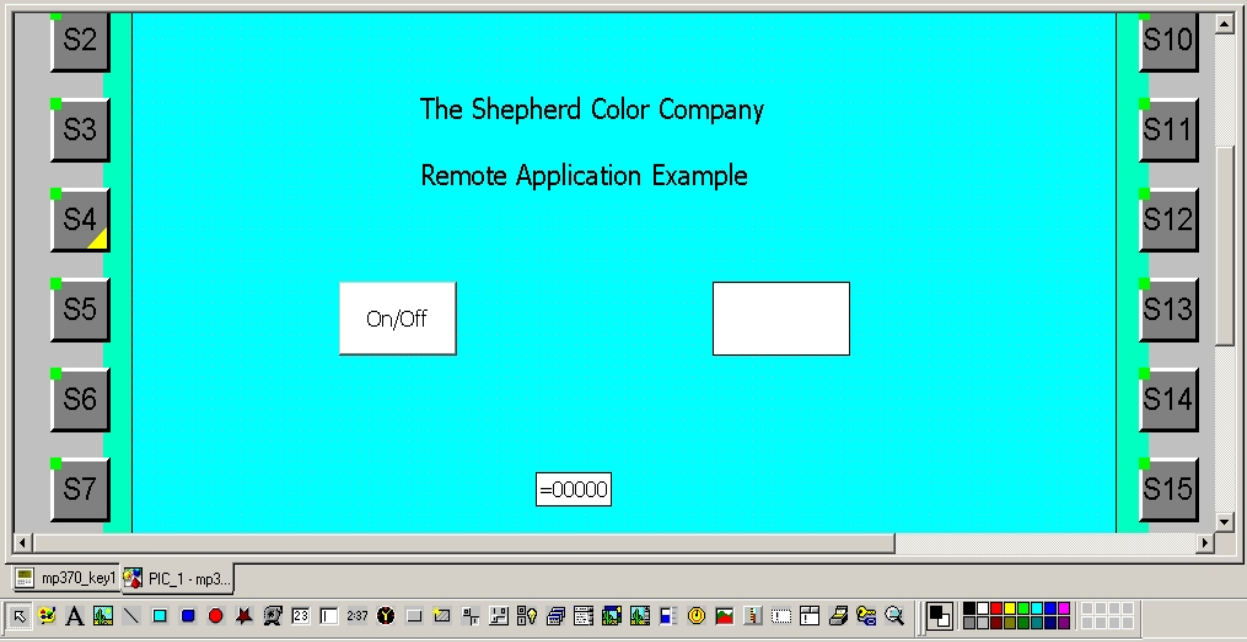 S2
S10
The Shepherd Color Company
S3
S11
Remote Application Example
S4
S12
S5
On/Off
S13
S6
S14
S7
=00000
S15
mp370_key1
PIC_1 - mp3...
A
23
2:37